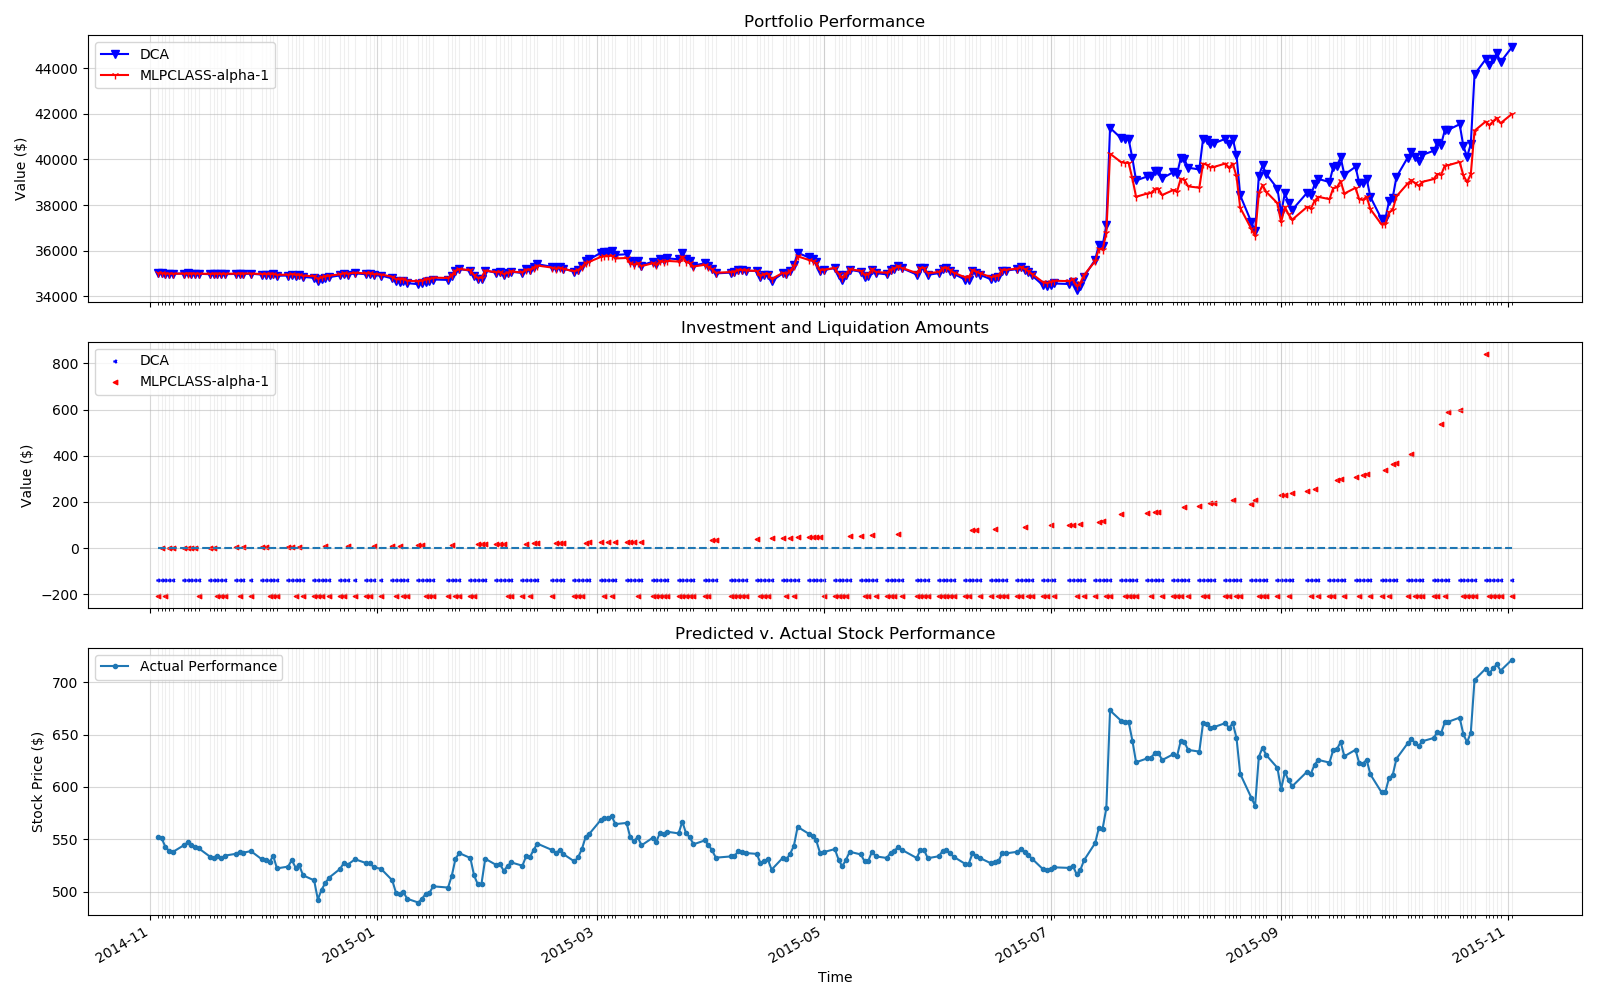 Portfolio Performance
DCA
MLPCLASS-alpha-1
Value ($)
44000
42000
40000
38000
36000
34000
Investment and Liquidation Amounts
DCA
MLPCLASS-alpha-1
Value ($)
800
600
400
200
0
−200
Predicted v. Actual Stock Performance
Actual Performance
Stock Price ($)
700
650
600
550
500
2014-11
2015-01
2015-03
2015-05
2015-07
2015-09
2015-11
Time